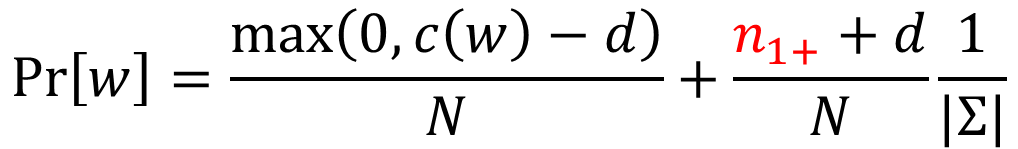 Pr[w] = max(0, c(w) − d)/N + n₁₊ + d/N 1/|Σ|